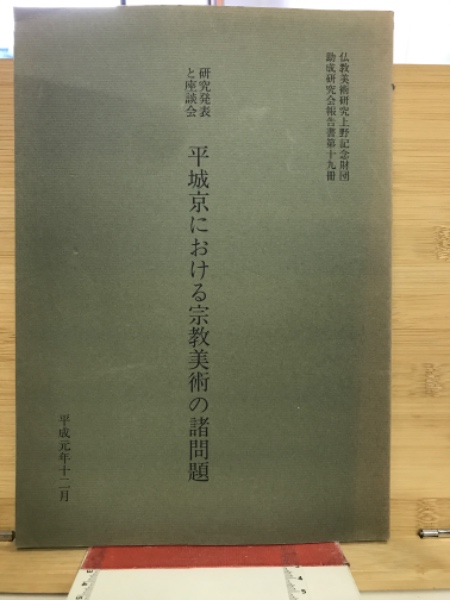 仏教美術研究上野記念財団
助成研究会報告書第十九冊
研究発表
と座談会
平城京における宗教美術の諸問題
平成元年十二月